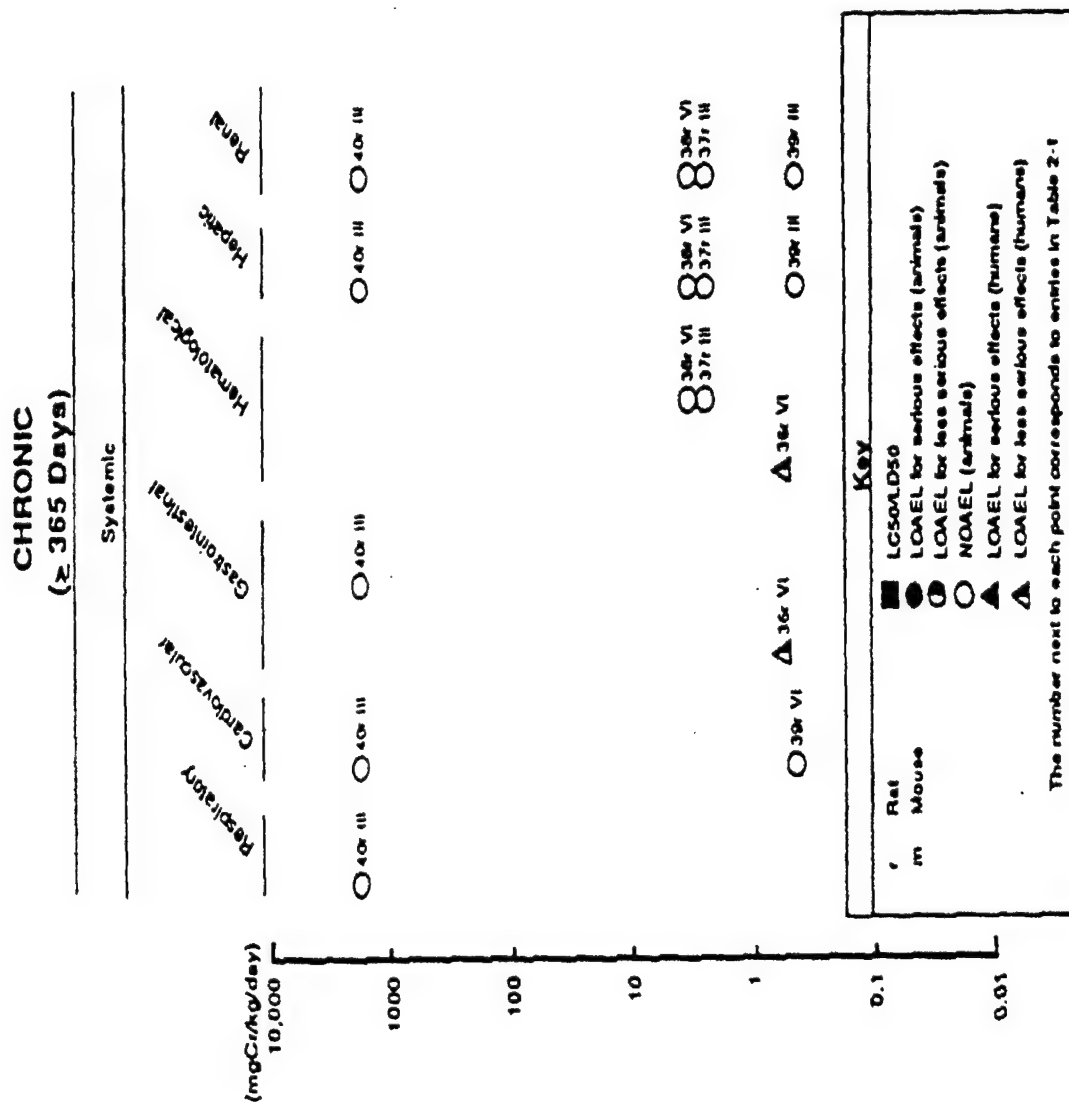 CHRONIC
(≥ 365 Days)
Systemic
Respiratory
Cardiovascular
Gastrointestinal
Hematological
Hepatic
Renal
(mgCr/kg/day)
10,000
40r III
40r III
40r III
40r III
40r III
1000
100
10
38r VI
38r VI
38r VI
37r III
37r III
37r III
1
36r VI
36r VI
39r VI
39r III
39r III
0.1
0.01
Key
r Rat
m Mouse
LC50/LD50
LOAEL for serious effects (animals)
LOAEL for less serious effects (animals)
NOAEL (animals)
LOAEL for serious effects (humans)
LOAEL for less serious effects (humans)
The number next to each point corresponds to entries in Table 2-1